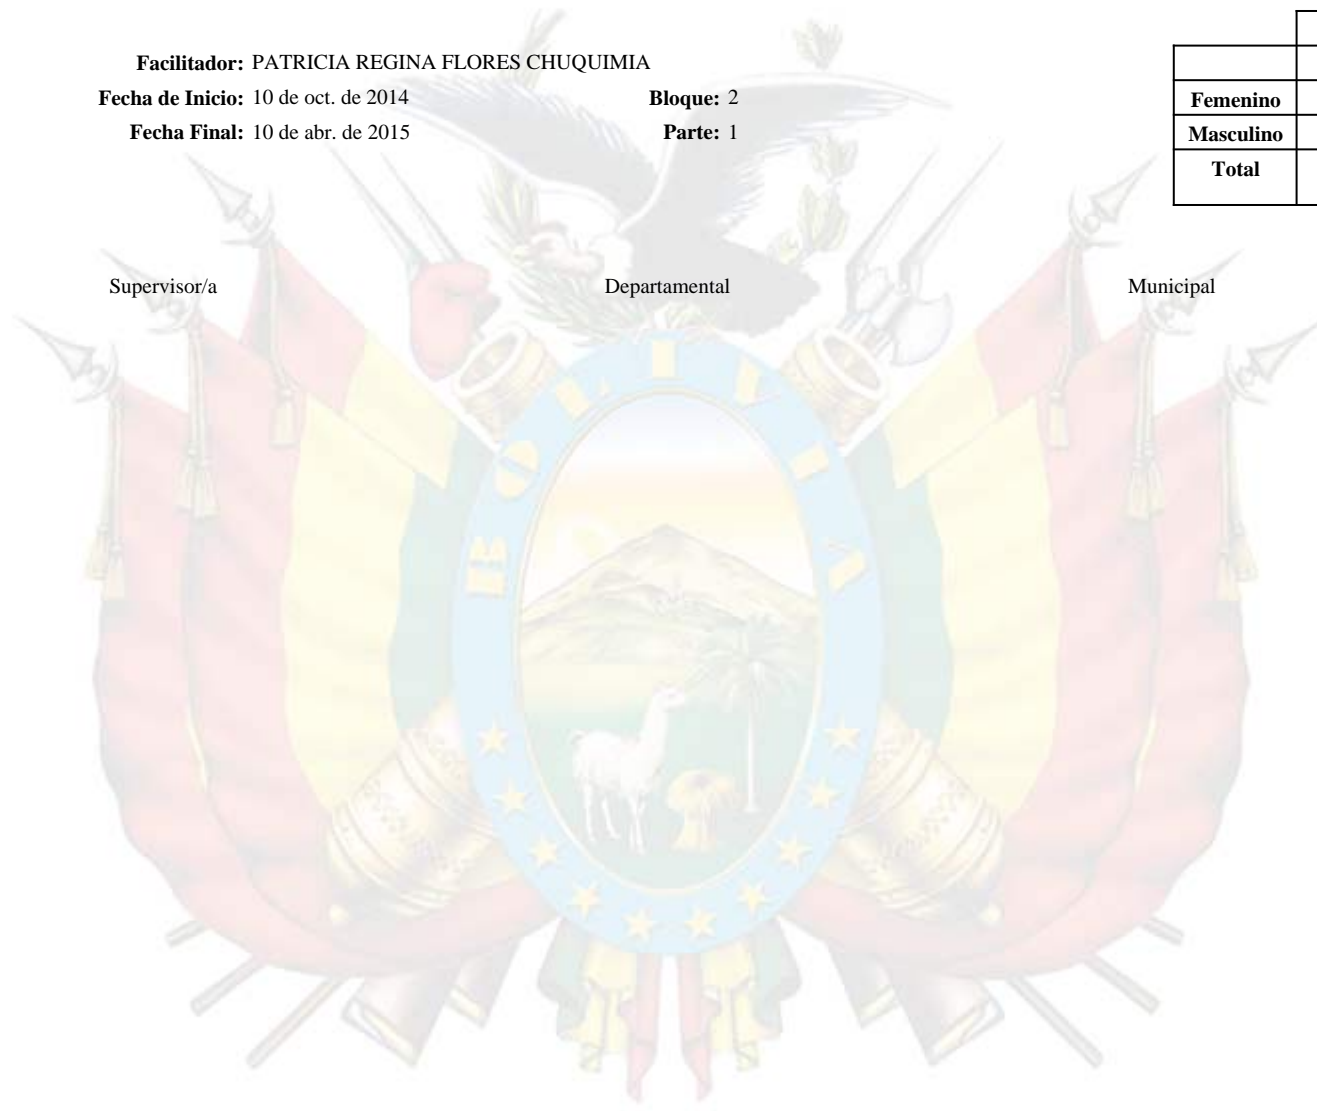 Facilitador: PATRICIA REGINA FLORES CHUQUIMIA
Fecha de Inicio: 10 de oct. de 2014 Bloque: 2
Femenino
Fecha Final: 10 de abr. de 2015 Parte: 1
Masculino
Total
Supervisor/a Departamental Municipal
BOLIVIA